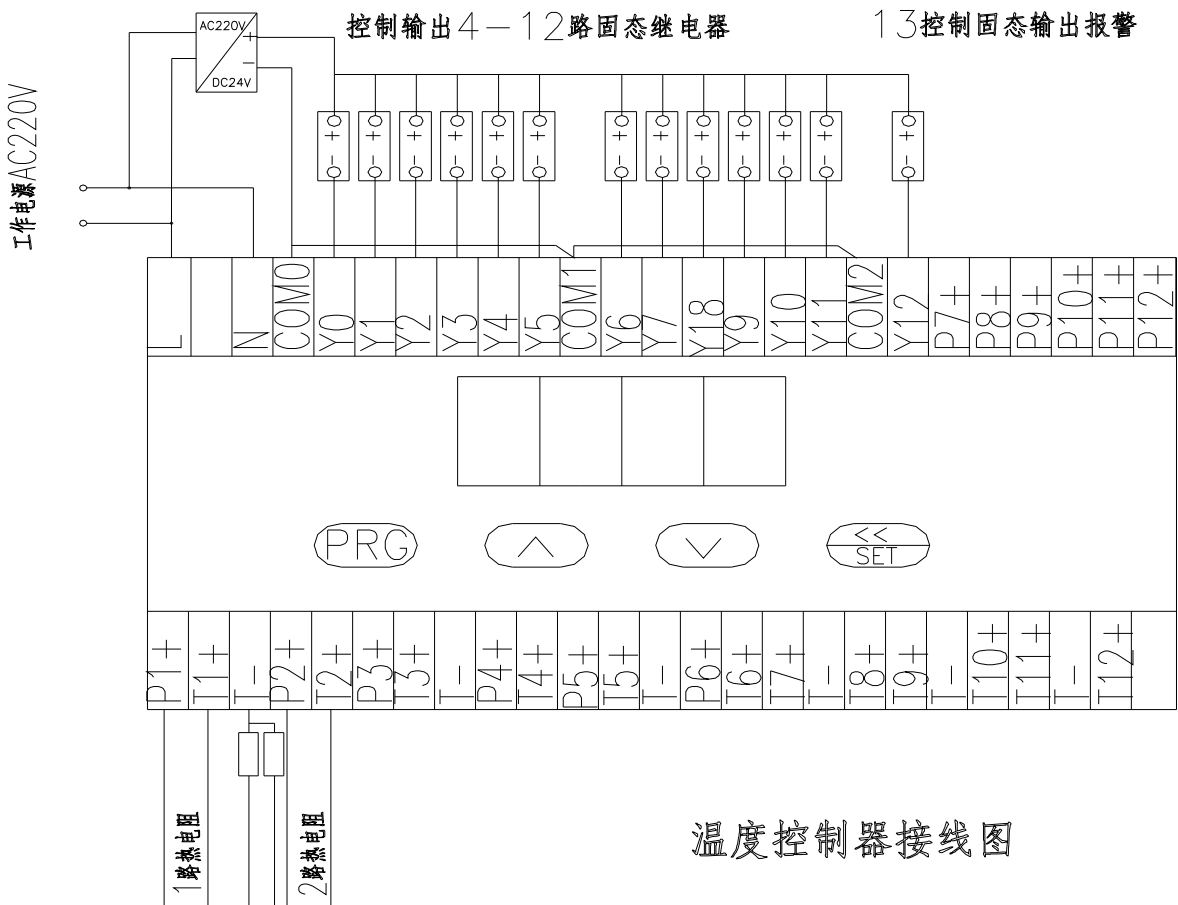 控制输出4-12路固态继电器
13控制固态输出报警
AC220V
+
-
DC24V
工作电源AC220V
+ + + + + + + + + + + + +
- - - - - - - - - - - - -
L N COM0 Y0 Y1 Y2 Y3 Y4 Y5 COM1 Y6 Y7 Y18 Y9 Y10 Y11 COM2 Y12 P7+ P8+ P9+ P10+ P11+ P12+
PRG
<<
SET
P1+ T1+ T- P2+ T2+ P3+ T3+ T- P4+ T4+ P5+ T5+ T- P6+ T6+ T7+ T- T8+ T9+ T- T10+ T11+ T- T12+
1路热电阻
2路热电阻
温度控制器接线图